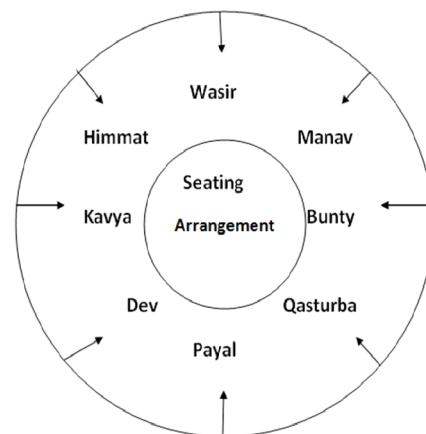 Wasir
Himmat Manav
Seating
Kavya Arrangement Bunty
Dev Qasturba
Payal